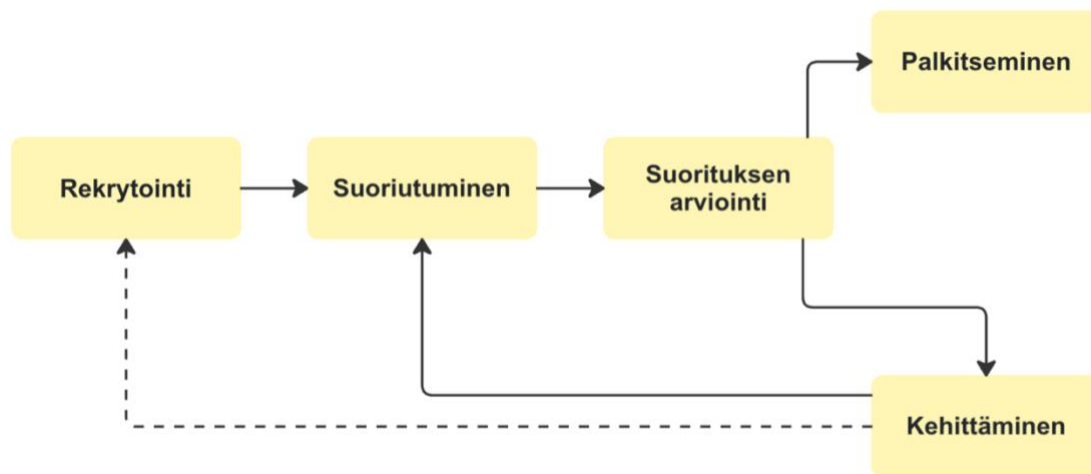 Palkitseminen
Rekrytointi
Suoriutuminen
Suorituksen
arviointi
Kehittäminen